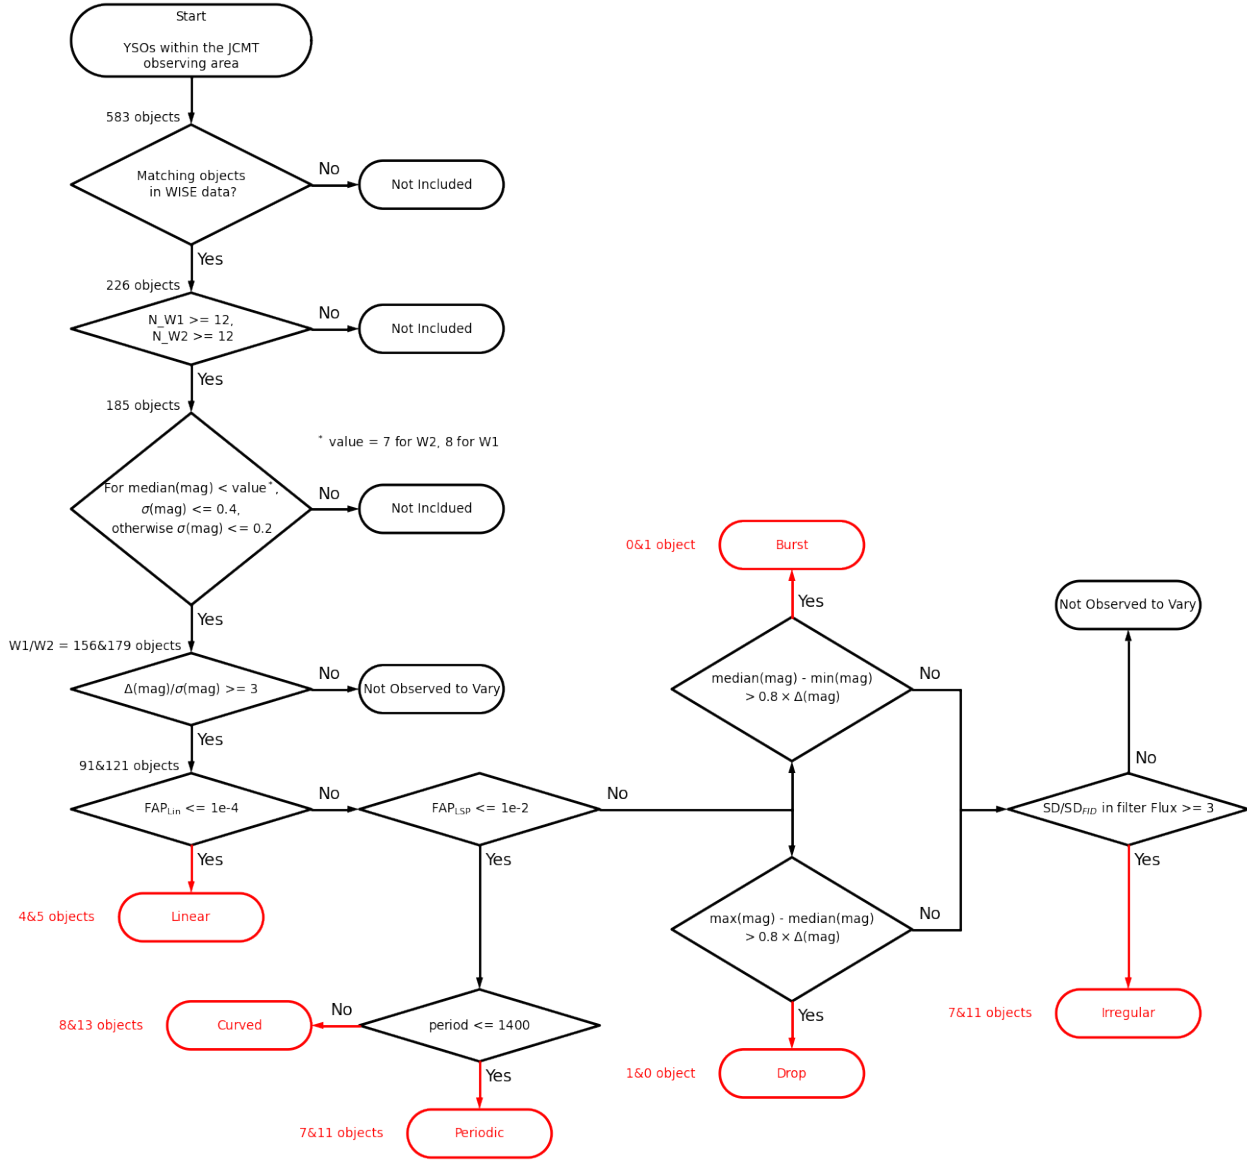 Start
YSOs within the JCMT
observing area
583 objects
Matching objects
in WISE data?
No
Not Included
Yes
226 objects
N_W1 >= 12,
N_W2 >= 12
No
Not Included
Yes
185 objects
* value = 7 for W2, 8 for W1
For median(mag) < value*,
σ(mag) <= 0.4,
otherwise σ(mag) <= 0.2
No
Not Incldued
Yes
W1/W2 = 156&179 objects
Δ(mag)/σ(mag) >= 3
No
Not Observed to Vary
Yes
91&121 objects
FAP_Lin <= 1e-4
No
FAP_LSP <= 1e-2
No
Yes
4&5 objects
Linear
Yes
period <= 1400
No
8&13 objects
Curved
Yes
7&11 objects
Periodic
0&1 object
Burst
Yes
median(mag) - min(mag)
> 0.8 × Δ(mag)
No
max(mag) - median(mag)
> 0.8 × Δ(mag)
No
Yes
1&0 object
Drop
Not Observed to Vary
No
SD/SD_FID in filter Flux >= 3
Yes
7&11 objects
Irregular